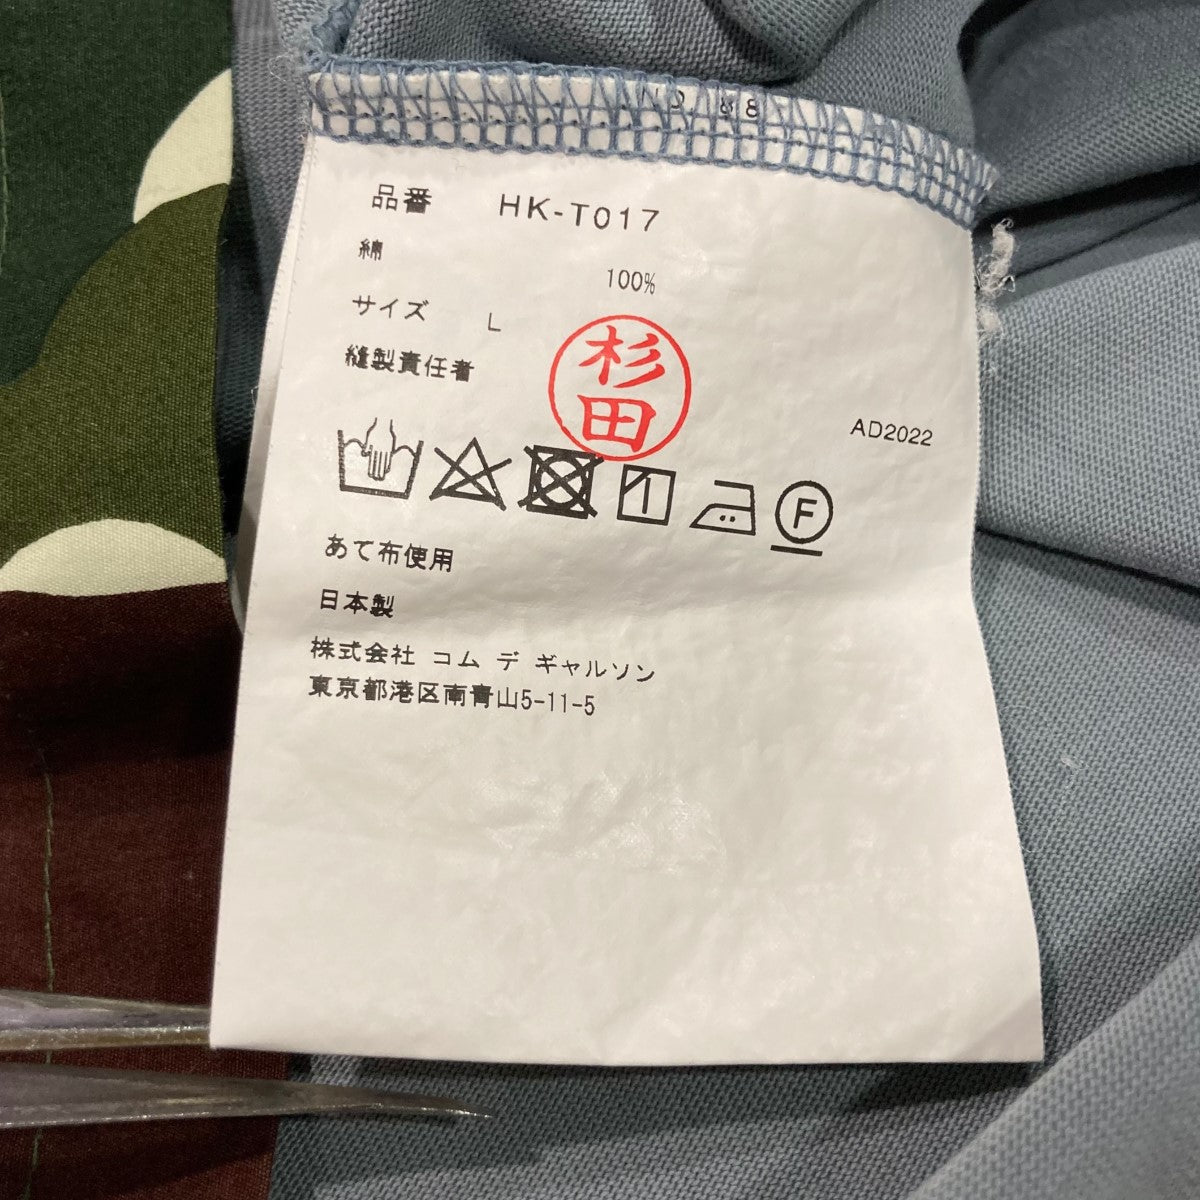 NO 88
品番 HK-T017
綿 100%
サイズ L
縫製責任者 杉田
AD2022
F
あて布使用
日本製
株式会社 コム デ ギャルソン
東京都港区南青山5-11-5